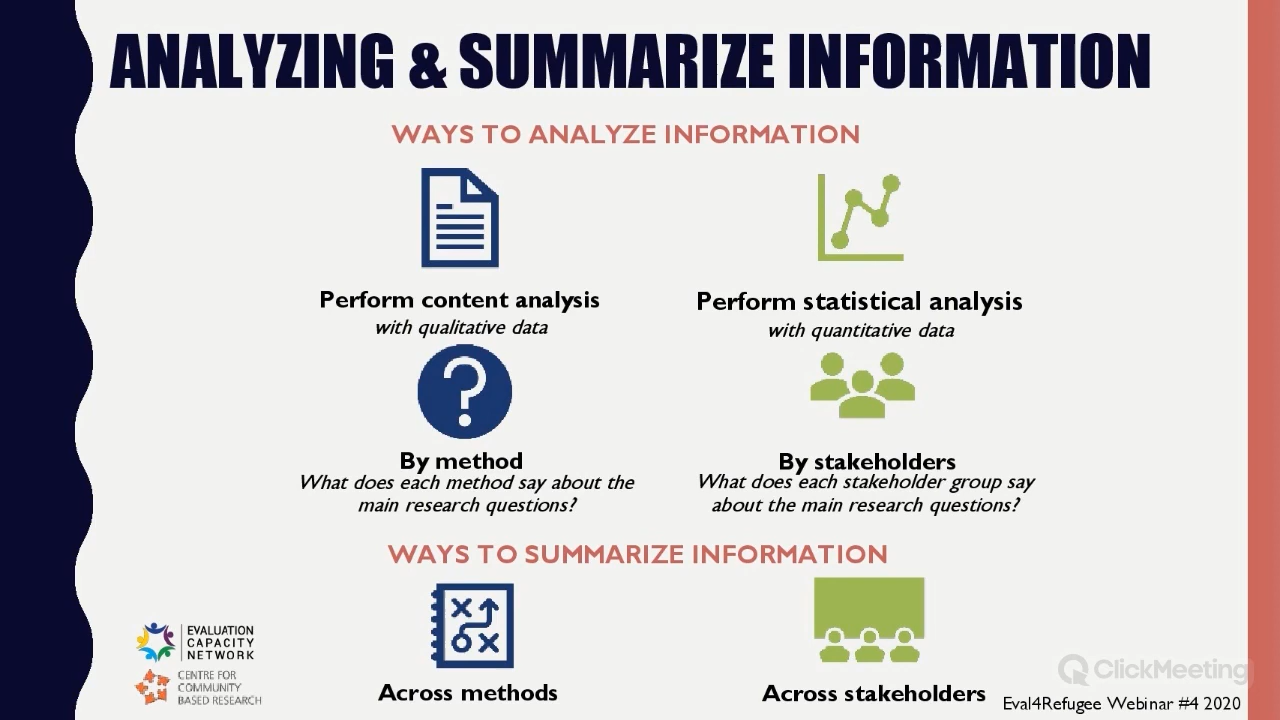 ANALYZING & SUMMARIZE INFORMATION
WAYS TO ANALYZE INFORMATION
Perform content analysis
with qualitative data
Perform statistical analysis
with quantitative data
By method
What does each method say about the
main research questions?
By stakeholders
What does each stakeholder group say
about the main research questions?
WAYS TO SUMMARIZE INFORMATION
Across methods
Across stakeholders
EVALUATION
CAPACITY
NETWORK
CENTRE FOR
COMMUNITY
BASED RESEARCH
ClickMeeting
Eval4Refugee Webinar #4 2020